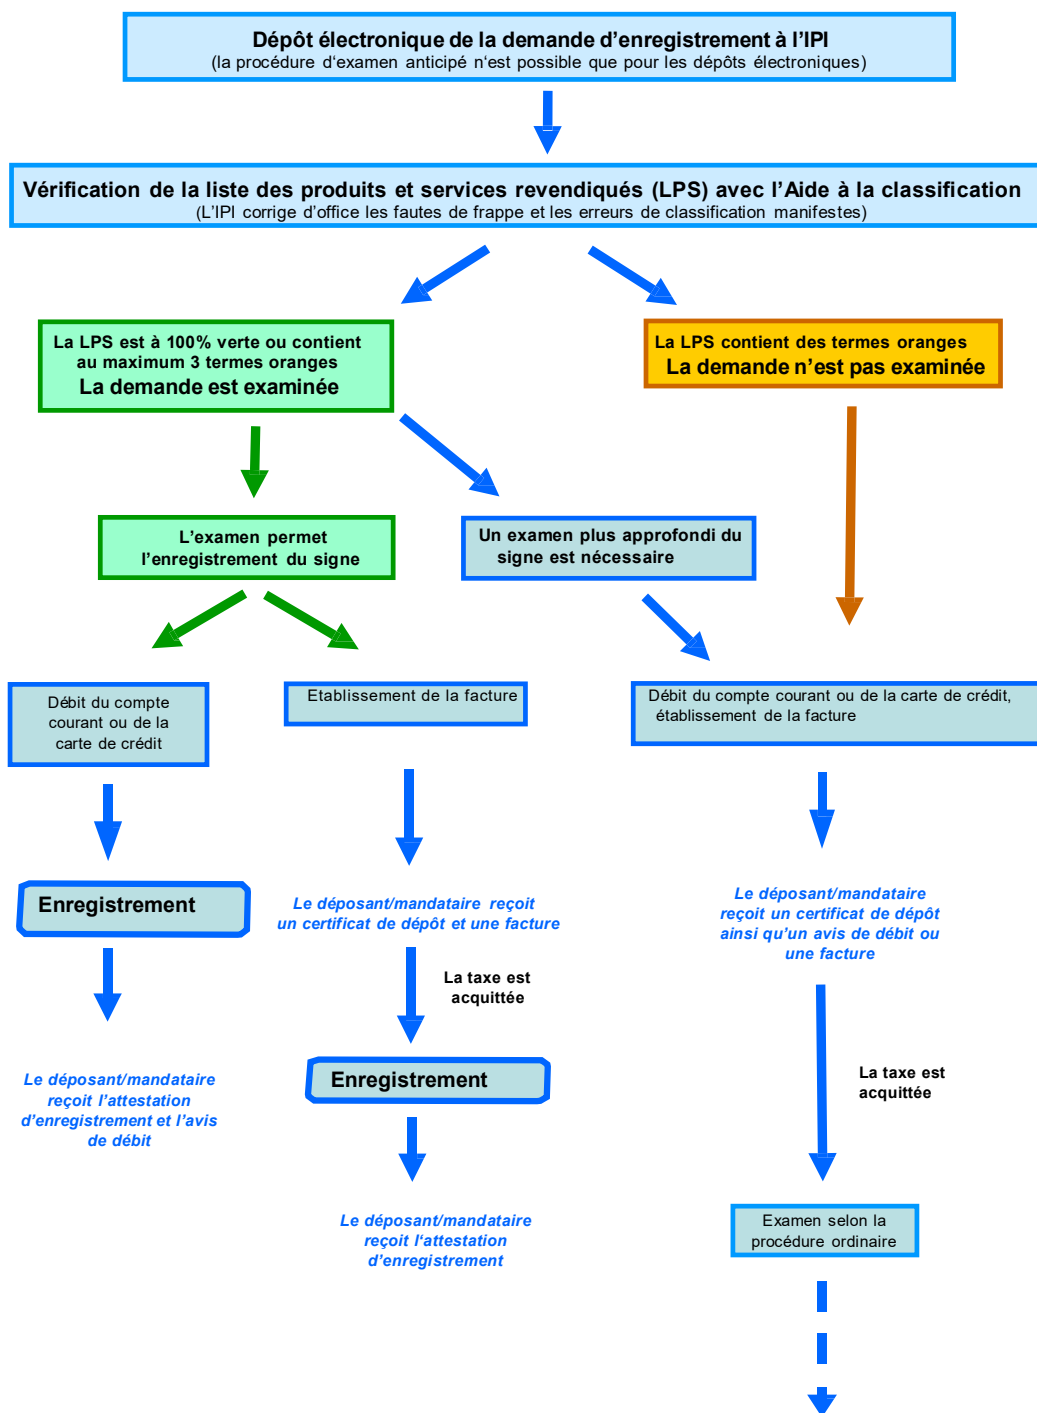 Dépôt électronique de la demande d’enregistrement à l’IPI
(la procédure d‘examen anticipé n‘est possible que pour les dépôts électroniques)
Vérification de la liste des produits et services revendiqués (LPS) avec l’Aide à la classification
(L’IPI corrige d’office les fautes de frappe et les erreurs de classification manifestes)
La LPS est à 100% verte ou contient
au maximum 3 termes oranges
La demande est examinée
La LPS contient des termes oranges
La demande n’est pas examinée
L’examen permet
l’enregistrement du signe
Un examen plus approfondi du
signe est nécessaire
Débit du compte
courant ou de la
carte de crédit
Etablissement de la facture
Débit du compte courant ou de la carte de crédit,
établissement de la facture
Enregistrement
Le déposant/mandataire reçoit
un certificat de dépôt et une facture
Le déposant/mandataire
reçoit un certificat de dépôt
ainsi qu’un avis de débit ou
une facture
La taxe est
acquittée
Enregistrement
La taxe est
acquittée
Le déposant/mandataire
reçoit l’attestation
d’enregistrement et l’avis
de débit
Le déposant/mandataire
reçoit l‘attestation
d’enregistrement
Examen selon la
procédure ordinaire